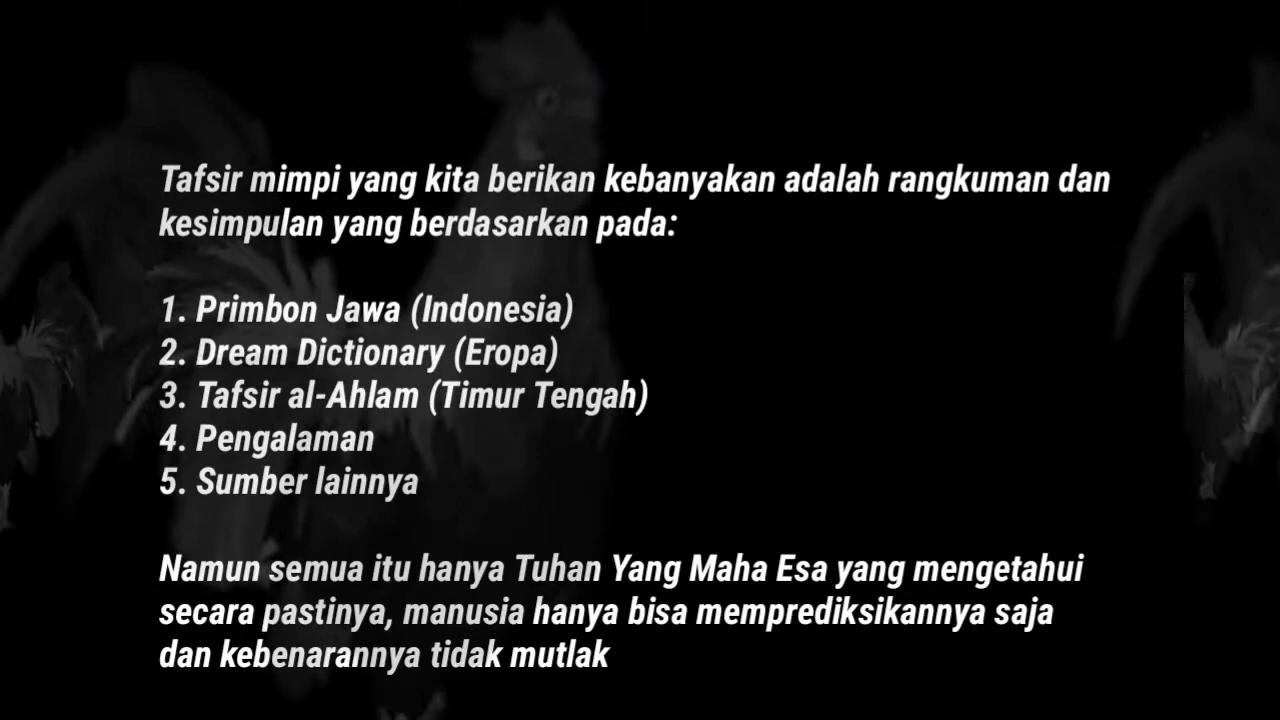 Tafsir mimpi yang kita berikan kebanyakan adalah rangkuman dan
kesimpulan yang berdasarkan pada:
1. Primbon Jawa (Indonesia)
2. Dream Dictionary (Eropa)
3. Tafsir al-Ahlam (Timur Tengah)
4. Pengalaman
5. Sumber lainnya
Namun semua itu hanya Tuhan Yang Maha Esa yang mengetahui
secara pastinya, manusia hanya bisa memprediksikannya saja
dan kebenarannya tidak mutlak